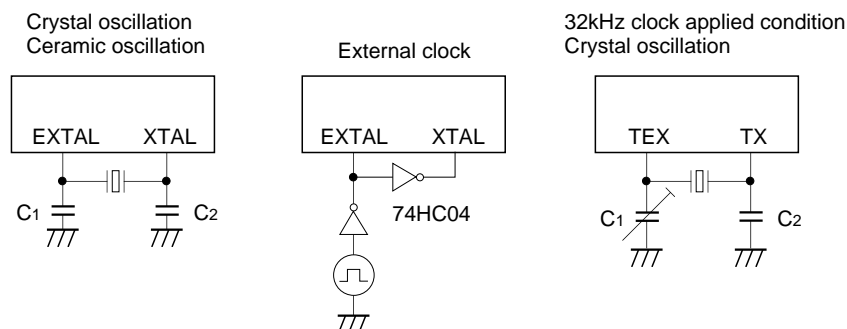 Crystal oscillation
Ceramic oscillation
EXTAL XTAL
C1 C2
External clock
EXTAL XTAL
74HC04
32kHz clock applied condition
Crystal oscillation
TEX TX
C1 C2